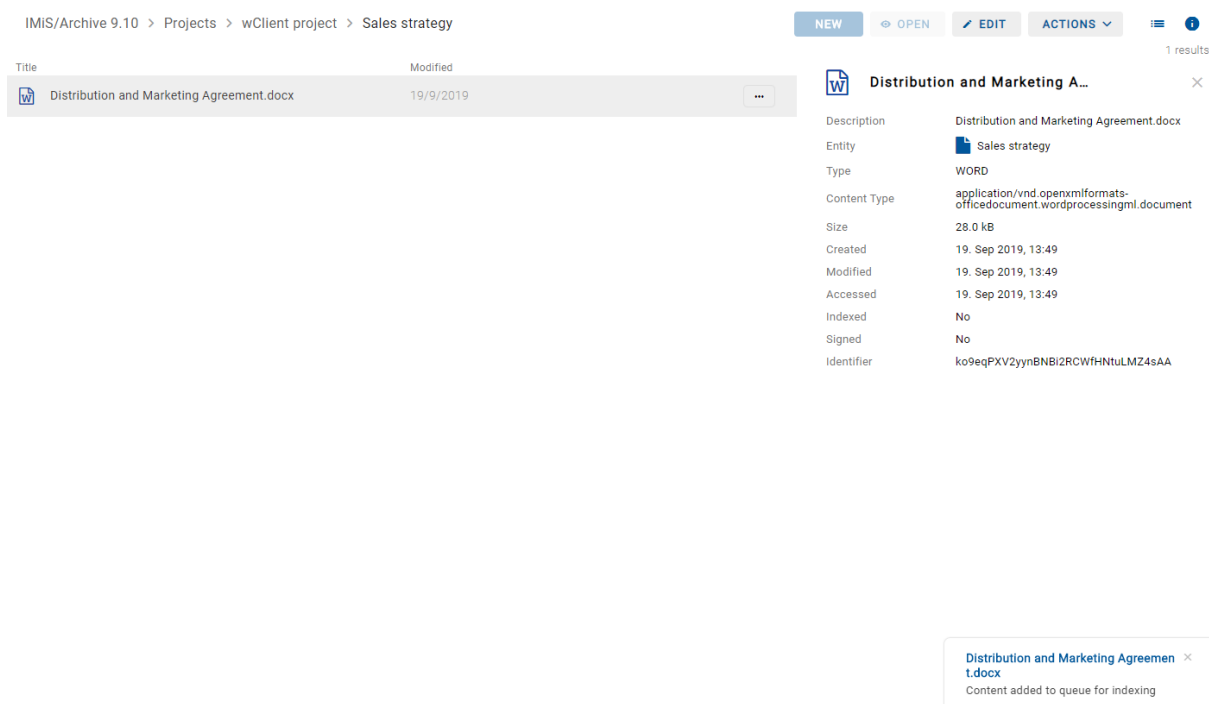 IMiS/Archive 9.10 > Projects > wClient project > Sales strategy
NEW
OPEN
EDIT
ACTIONS
1 results
Title Modified
Distribution and Marketing Agreement.docx 19/9/2019 ...
Distribution and Marketing A...
Description Distribution and Marketing Agreement.docx
Entity Sales strategy
Type WORD
Content Type application/vnd.openxmlformats-
officedocument.wordprocessingml.document
Size 28.0 kB
Created 19. Sep 2019, 13:49
Modified 19. Sep 2019, 13:49
Accessed 19. Sep 2019, 13:49
Indexed No
Signed No
Identifier ko9eqPXV2yynBNBi2RCWfHNtuLMZ4sAA
Distribution and Marketing Agreemen
t.docx
Content added to queue for indexing